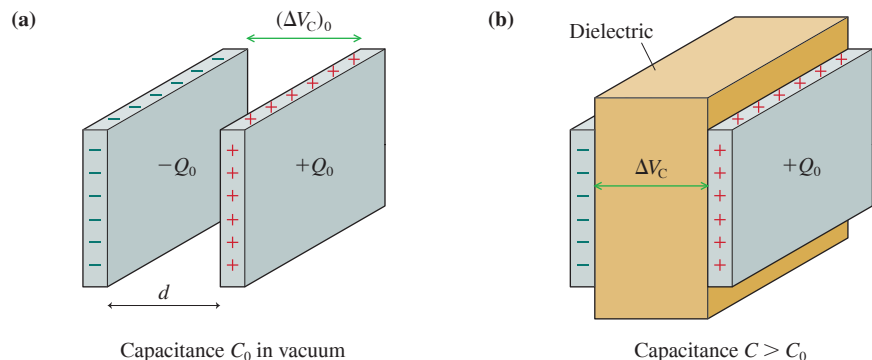 (a)
(ΔV_C)_0
− − − − − −
+ + + + + +
−
−
−
−
−
−
−Q_0
+
+
+
+
+
+
+Q_0
d
Capacitance C_0 in vacuum
(b)
Dielectric
+ + + + + +
−
−
−
−
−
−
ΔV_C
+
+
+
+
+
+
+Q_0
Capacitance C > C_0